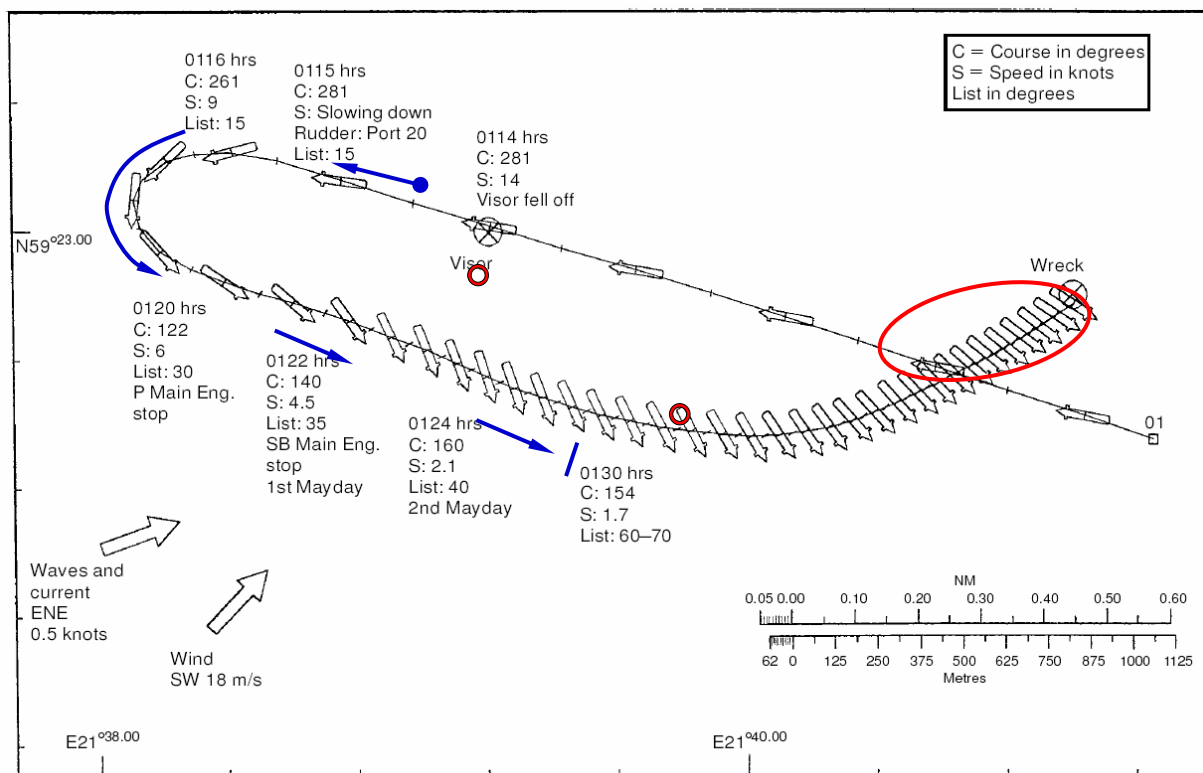 C = Course in degrees
S = Speed in knots
List in degrees
0116 hrs
C: 261
S: 9
List: 15
0115 hrs
C: 281
S: Slowing down
Rudder: Port 20
List: 15
0114 hrs
C: 281
S: 14
Visor fell off
N59°23.00
Visor
Wreck
01
0120 hrs
C: 122
S: 6
List: 30
P Main Eng.
stop
0122 hrs
C: 140
S: 4.5
List: 35
SB Main Eng.
stop
1st Mayday
0124 hrs
C: 160
S: 2.1
List: 40
2nd Mayday
0130 hrs
C: 154
S: 1.7
List: 60–70
Waves and
current
ENE
0.5 knots
Wind
SW 18 m/s
NM
0.05 0.00 0.10 0.20 0.30 0.40 0.50 0.60
62 0 125 250 375 500 625 750 875 1000 1125
Metres
E21°38.00
E21°40.00